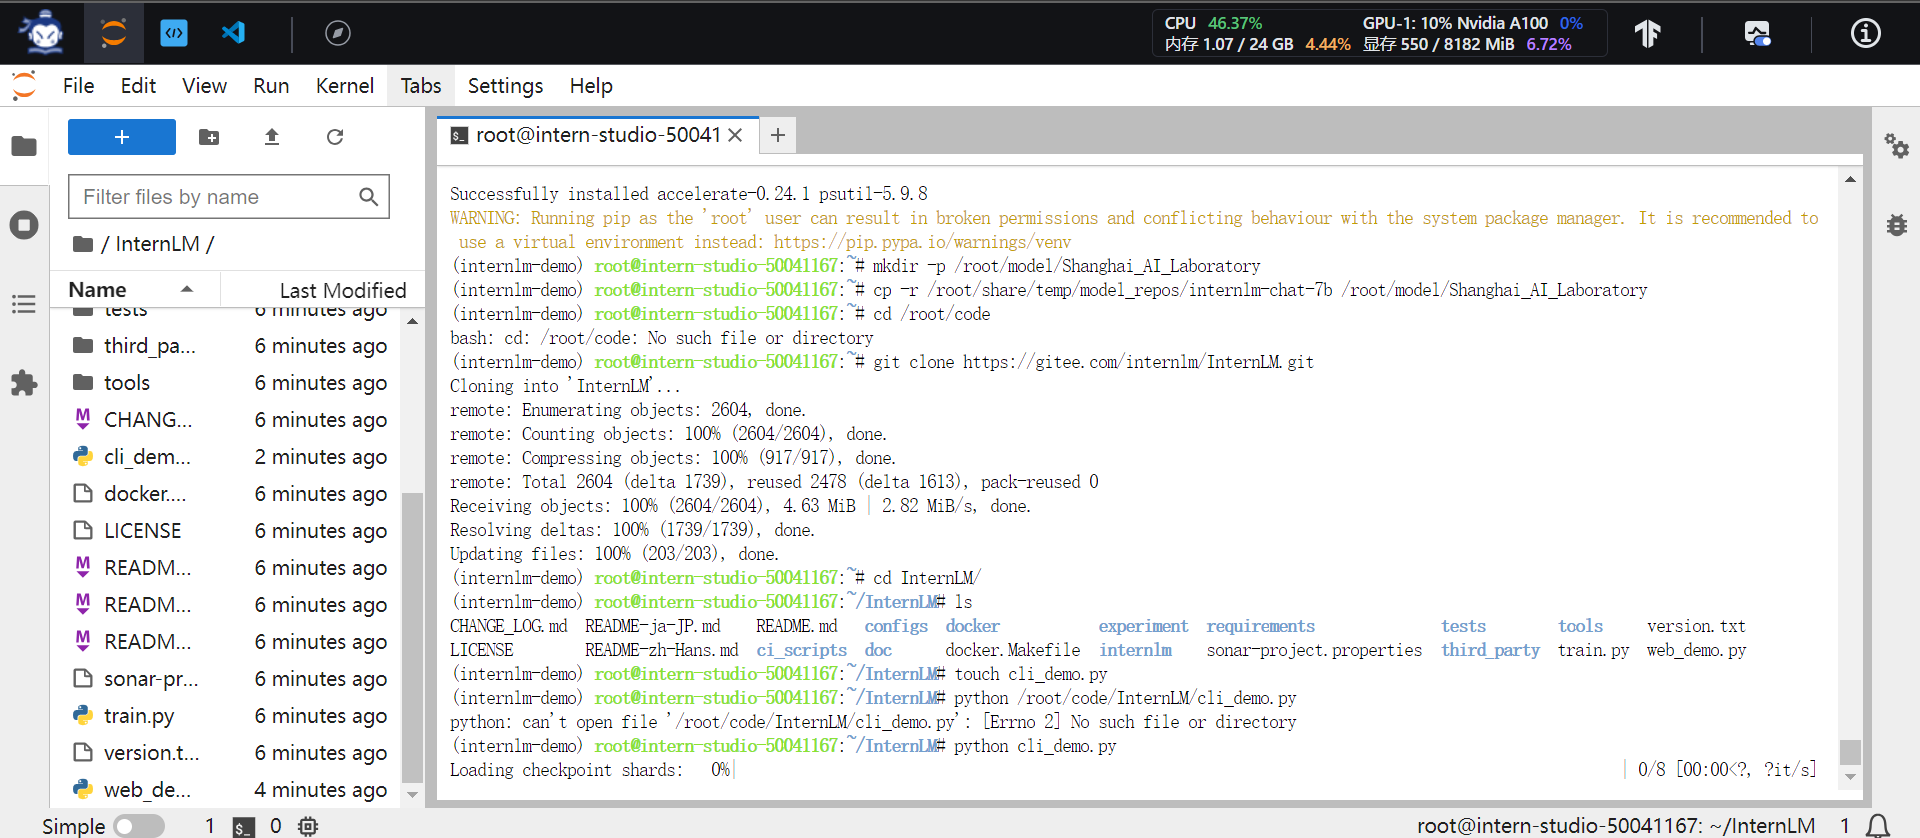 CPU 46.37% GPU-1: 10% Nvidia A100 0%
内存 1.07 / 24 GB 4.44% 显存 550 / 8182 MiB 6.72%
File Edit View Run Kernel Tabs Settings Help
root@intern-studio-50041
Filter files by name
/ InternLM /
Name Last Modified
tests 6 minutes ago
third_pa... 6 minutes ago
tools 6 minutes ago
CHANG... 6 minutes ago
cli_dem... 2 minutes ago
docker.... 6 minutes ago
LICENSE 6 minutes ago
READM... 6 minutes ago
READM... 6 minutes ago
READM... 6 minutes ago
sonar-pr... 6 minutes ago
train.py 6 minutes ago
version.t... 6 minutes ago
web_de... 4 minutes ago
Successfully installed accelerate-0.24.1 psutil-5.9.8
WARNING: Running pip as the 'root' user can result in broken permissions and conflicting behaviour with the system package manager. It is recommended to
use a virtual environment instead: https://pip.pypa.io/warnings/venv
(internlm-demo) root@intern-studio-50041167:~# mkdir -p /root/model/Shanghai_AI_Laboratory
(internlm-demo) root@intern-studio-50041167:~# cp -r /root/share/temp/model_repos/internlm-chat-7b /root/model/Shanghai_AI_Laboratory
(internlm-demo) root@intern-studio-50041167:~# cd /root/code
bash: cd: /root/code: No such file or directory
(internlm-demo) root@intern-studio-50041167:~# git clone https://gitee.com/internlm/InternLM.git
Cloning into 'InternLM'...
remote: Enumerating objects: 2604, done.
remote: Counting objects: 100% (2604/2604), done.
remote: Compressing objects: 100% (917/917), done.
remote: Total 2604 (delta 1739), reused 2478 (delta 1613), pack-reused 0
Receiving objects: 100% (2604/2604), 4.63 MiB | 2.82 MiB/s, done.
Resolving deltas: 100% (1739/1739), done.
Updating files: 100% (203/203), done.
(internlm-demo) root@intern-studio-50041167:~# cd InternLM/
(internlm-demo) root@intern-studio-50041167:~/InternLM# ls
CHANGE_LOG.md README-ja-JP.md README.md configs docker experiment requirements tests tools version.txt
LICENSE README-zh-Hans.md ci_scripts doc docker.Makefile internlm sonar-project.properties third_party train.py web_demo.py
(internlm-demo) root@intern-studio-50041167:~/InternLM# touch cli_demo.py
(internlm-demo) root@intern-studio-50041167:~/InternLM# python /root/code/InternLM/cli_demo.py
python: can't open file '/root/code/InternLM/cli_demo.py': [Errno 2] No such file or directory
(internlm-demo) root@intern-studio-50041167:~/InternLM# python cli_demo.py
Loading checkpoint shards: 0%| | 0/8 [00:00<?, ?it/s]
Simple 1 0 root@intern-studio-50041167: ~/InternLM 1